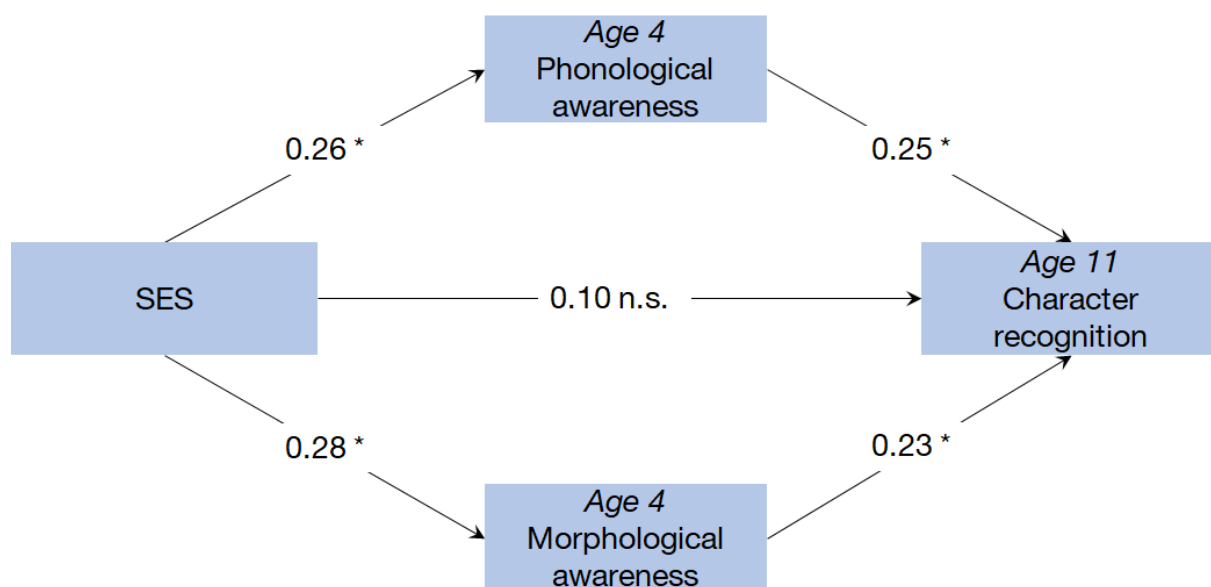 Age 4
Phonological
awareness
0.26 *
0.25 *
SES
0.10 n.s.
Age 11
Character
recognition
0.28 *
0.23 *
Age 4
Morphological
awareness